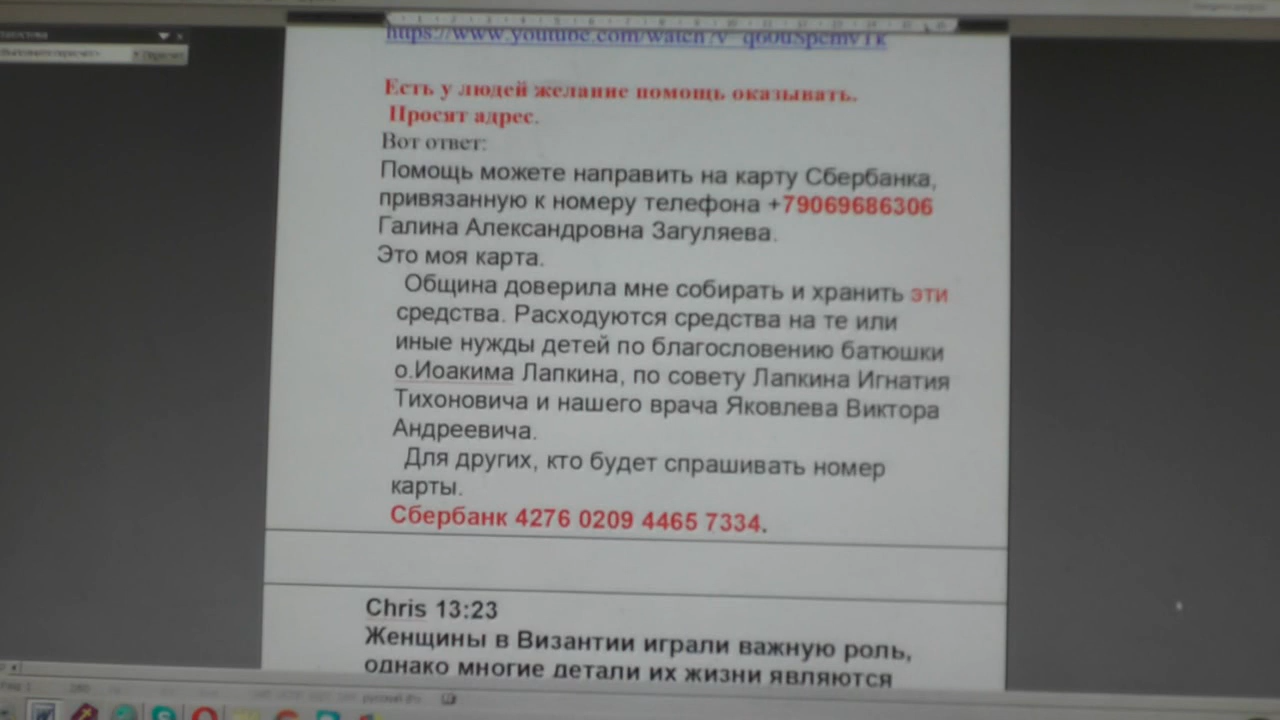 Есть у людей желание помощь оказывать.
Просят адрес.
Вот ответ:
Помощь можете направить на карту Сбербанка,
привязанную к номеру телефона +79069686306
Галина Александровна Загуляева.
Это моя карта.
Община доверила мне собирать и хранить эти
средства. Расходуются средства на те или
иные нужды детей по благословению батюшки
о.Иоакима Лапкина, по совету Лапкина Игнатия
Тихоновича и нашего врача Яковлева Виктора
Андреевича.
Для других, кто будет спрашивать номер
карты.
Сбербанк 4276 0209 4465 7334.
Chris 13:23
Женщины в Византии играли важную роль,
однако многие детали их жизни являются